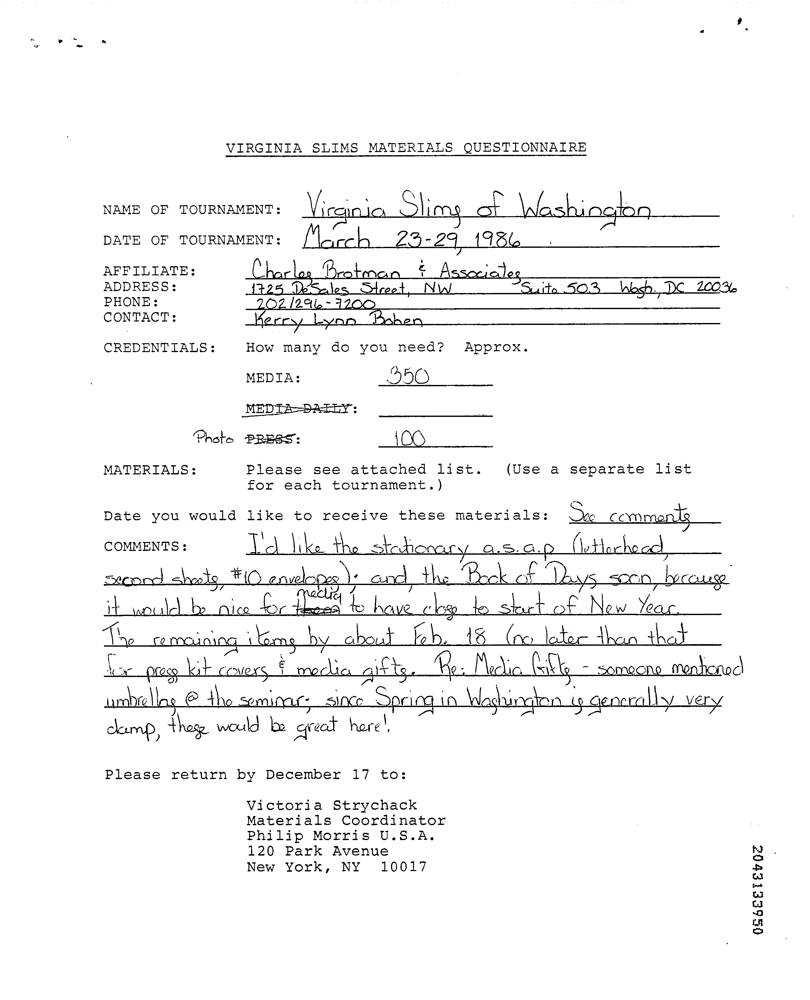 VIRGINIA SLIMS MATERIALS QUESTIONNAIRE
NAME OF TOURNAMENT: Virginia Slims of Washington
DATE OF TOURNAMENT: March 23-29, 1986
AFFILIATE: Charles Brotman & Associates
ADDRESS: 1725 DeSales Street, NW Suite 503 Wash., DC 20036
PHONE: 202/296-7200
CONTACT: Kerry Lynn Bohen
CREDENTIALS: How many do you need? Approx.
MEDIA: 350
MEDIA DAILY:
Photo PRESS: 100
MATERIALS: Please see attached list. (Use a separate list
for each tournament.)
Date you would like to receive these materials: See comments
COMMENTS: I'd like the stationary a.s.a.p (letterhead,
second sheets, #10 envelopes); and, the Book of Days soon, because
it would be nice for media to have close to start of New Year.
The remaining items by about Feb. 18 (no later than that
for press kit covers & media gifts. Re: Media Gifts - someone mentioned
umbrellas @ the seminar; since Spring in Washington is generally very
damp, these would be great here!
Please return by December 17 to:
Victoria Strychack
Materials Coordinator
Philip Morris U.S.A.
120 Park Avenue
New York, NY 10017
2043133950